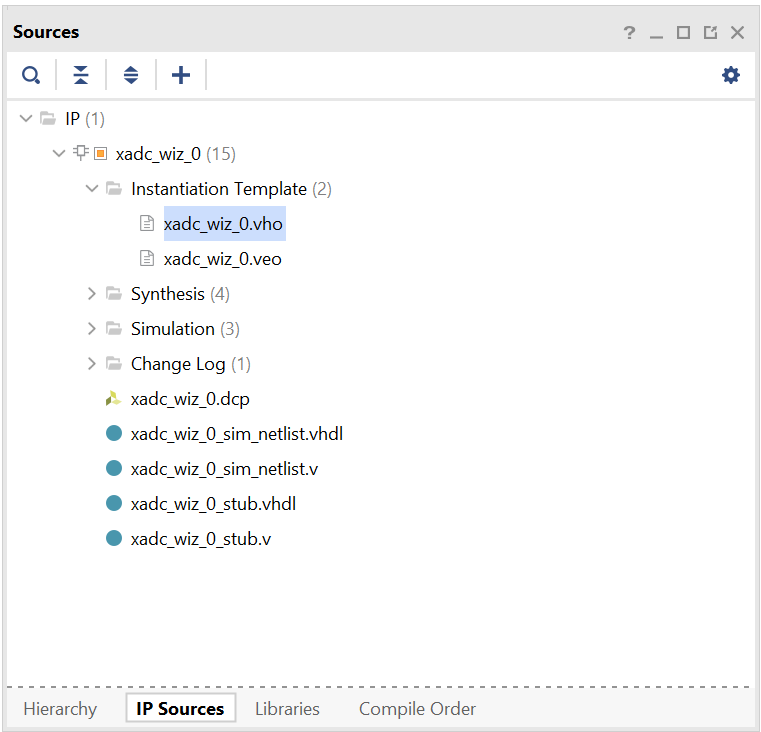 Sources
IP (1)
xadc_wiz_0 (15)
Instantiation Template (2)
xadc_wiz_0.vho
xadc_wiz_0.veo
Synthesis (4)
Simulation (3)
Change Log (1)
xadc_wiz_0.dcp
xadc_wiz_0_sim_netlist.vhdl
xadc_wiz_0_sim_netlist.v
xadc_wiz_0_stub.vhdl
xadc_wiz_0_stub.v
Hierarchy IP Sources Libraries Compile Order